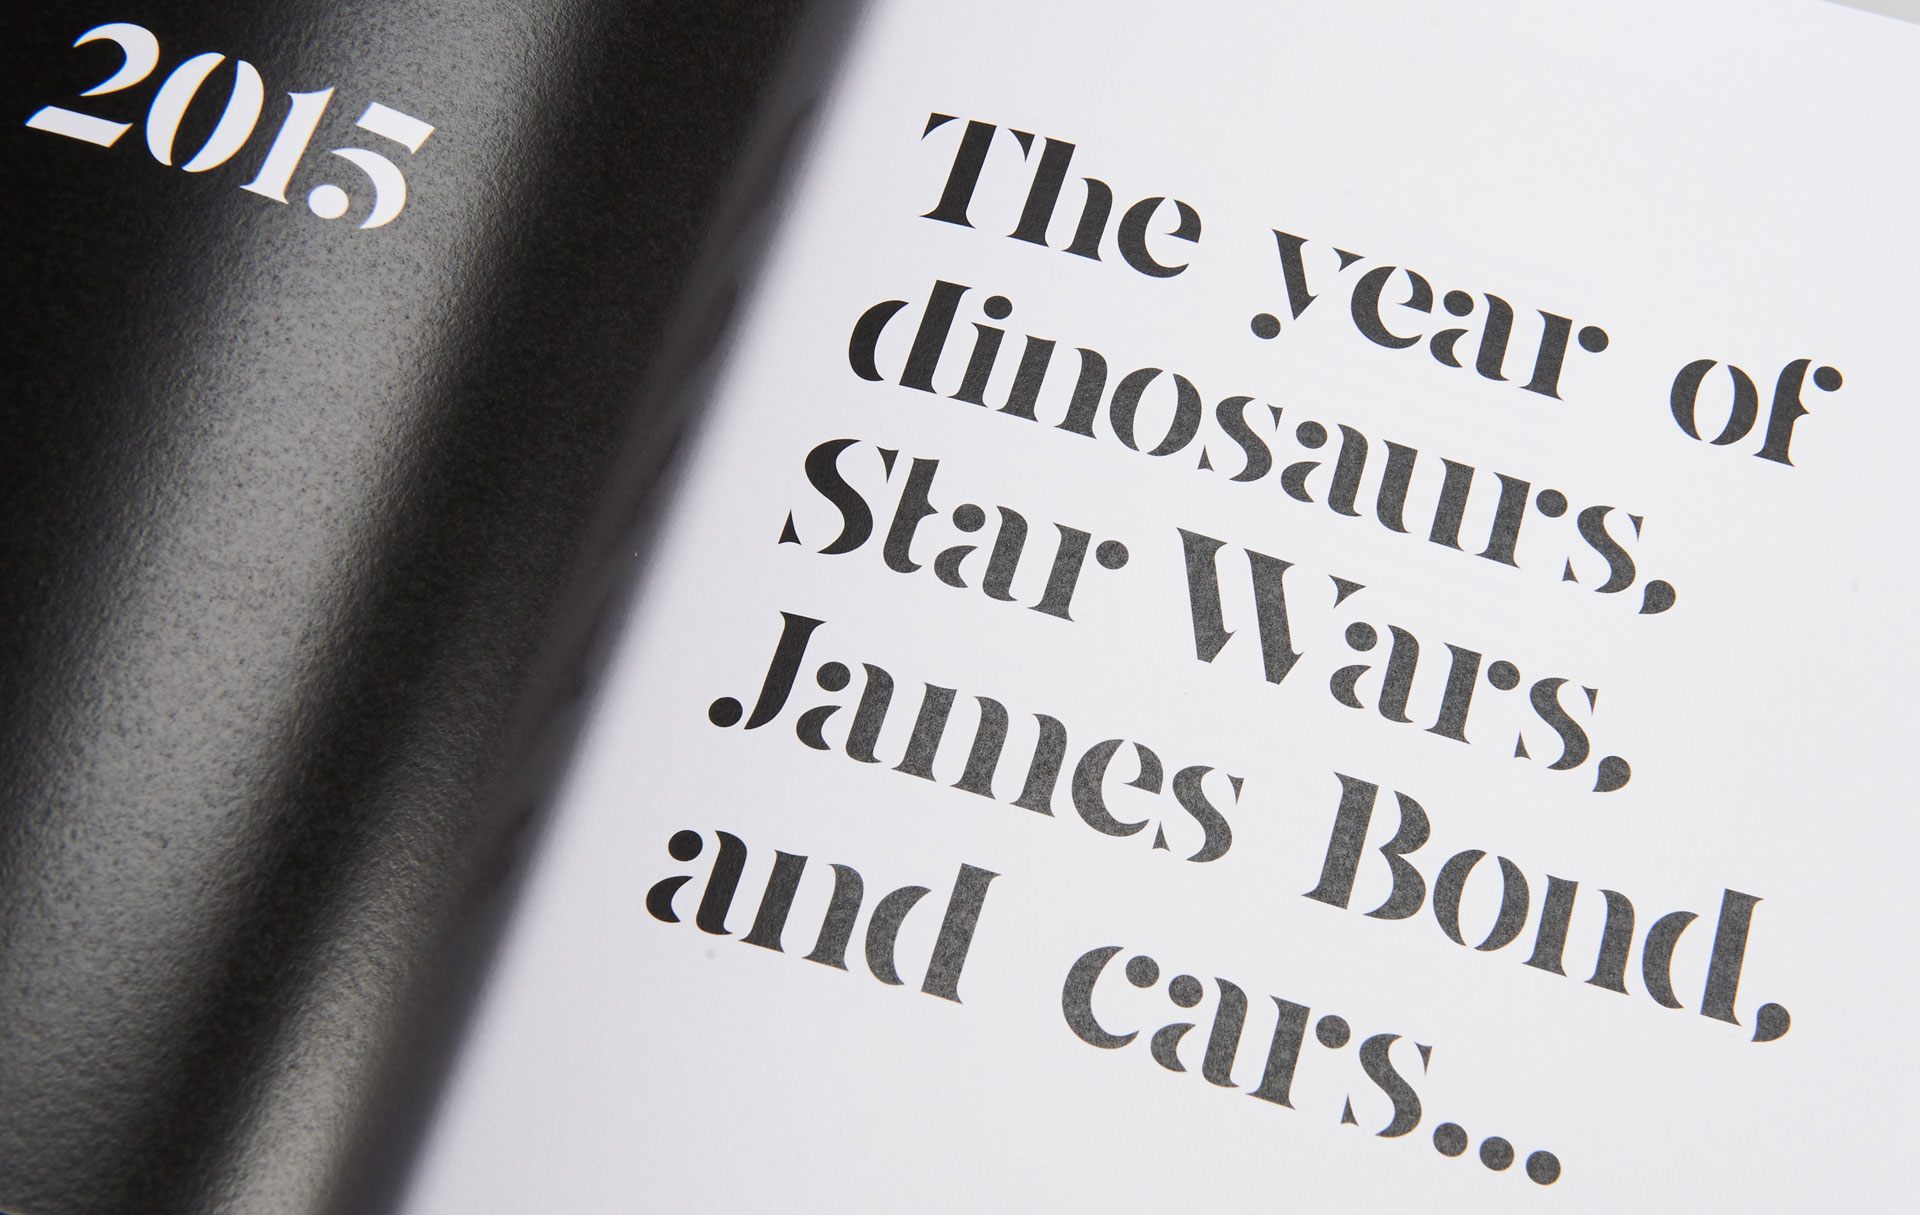 2015
The year of
dinosaurs,
Star Wars,
James Bond,
and cars...